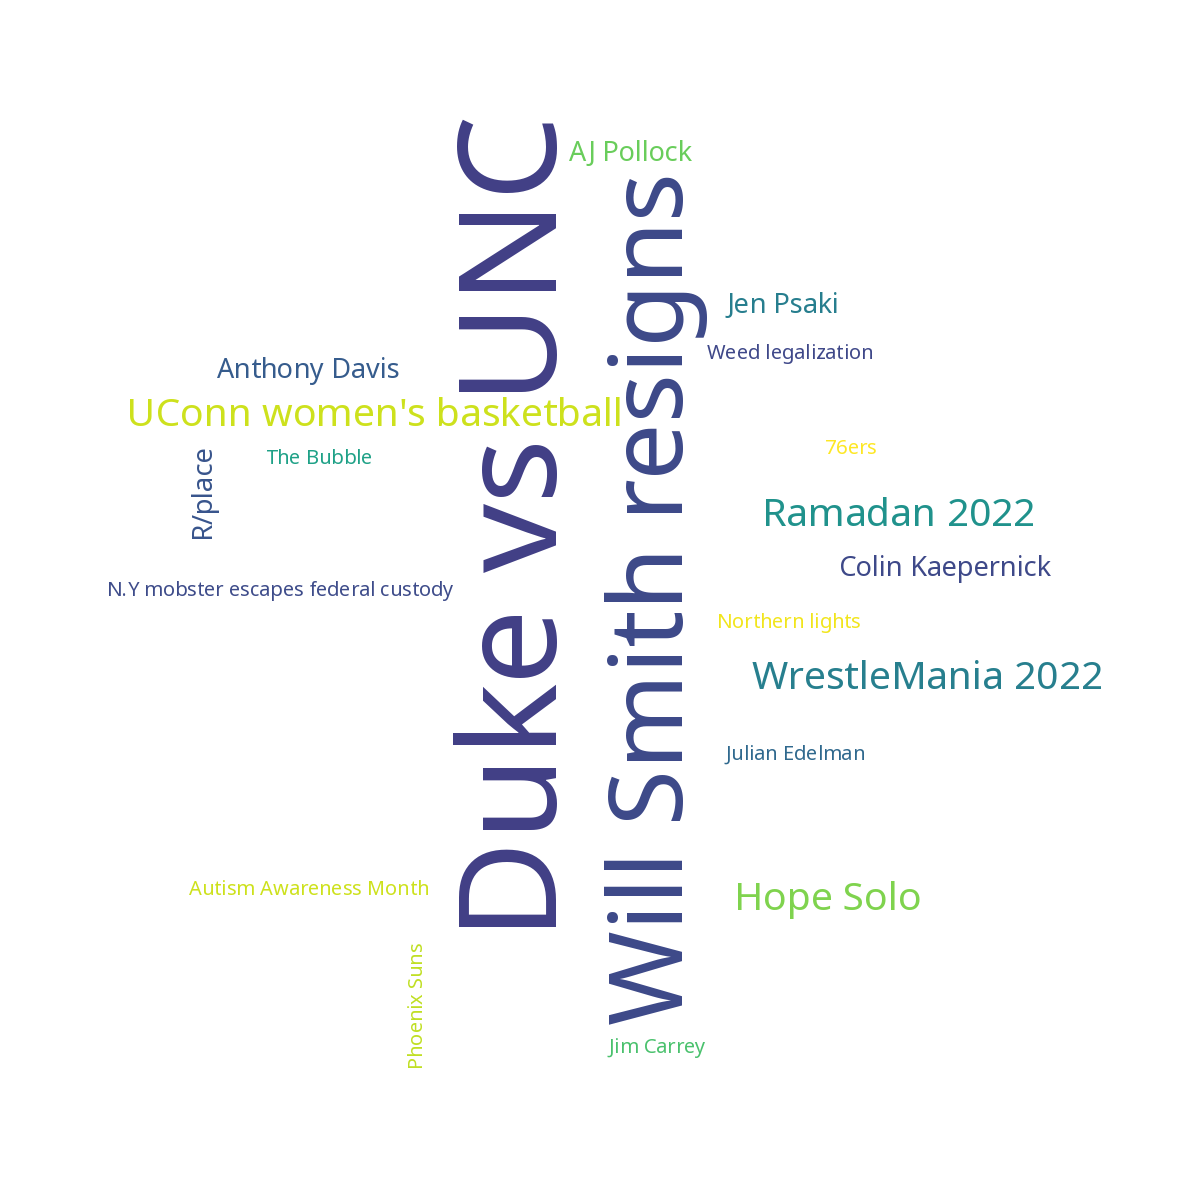 Duke vs UNC
AJ Pollock
Will Smith resigns
Jen Psaki
Weed legalization
Anthony Davis
UConn women's basketball
The Bubble
76ers
R/place
Ramadan 2022
Colin Kaepernick
N.Y mobster escapes federal custody
Northern lights
WrestleMania 2022
Julian Edelman
Autism Awareness Month
Hope Solo
Phoenix Suns
Jim Carrey